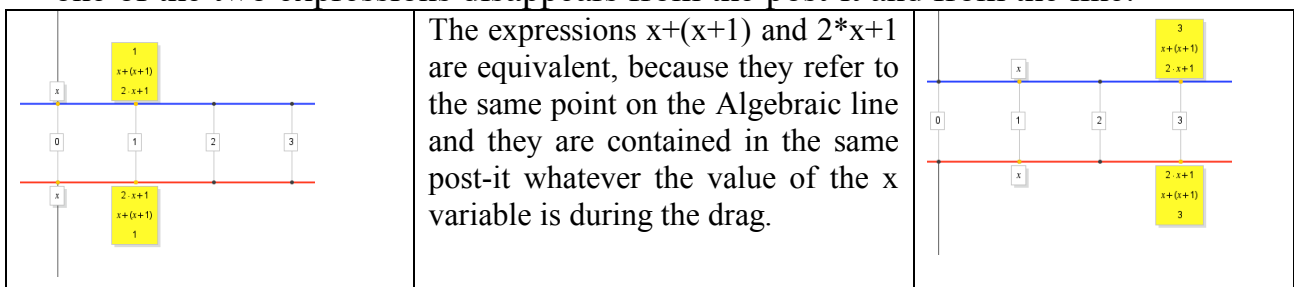 one of the two expressions disappears from the post-it and from the line.
1
x+(x+1)
2·x+1
x
0
1
2
3
x
2·x+1
x+(x+1)
1
The expressions x+(x+1) and 2*x+1
are equivalent, because they refer to
the same point on the Algebraic line
and they are contained in the same
post-it whatever the value of the x
variable is during the drag.
3
x+(x+1)
2·x+1
x
0
1
2
3
x
2·x+1
x+(x+1)
3